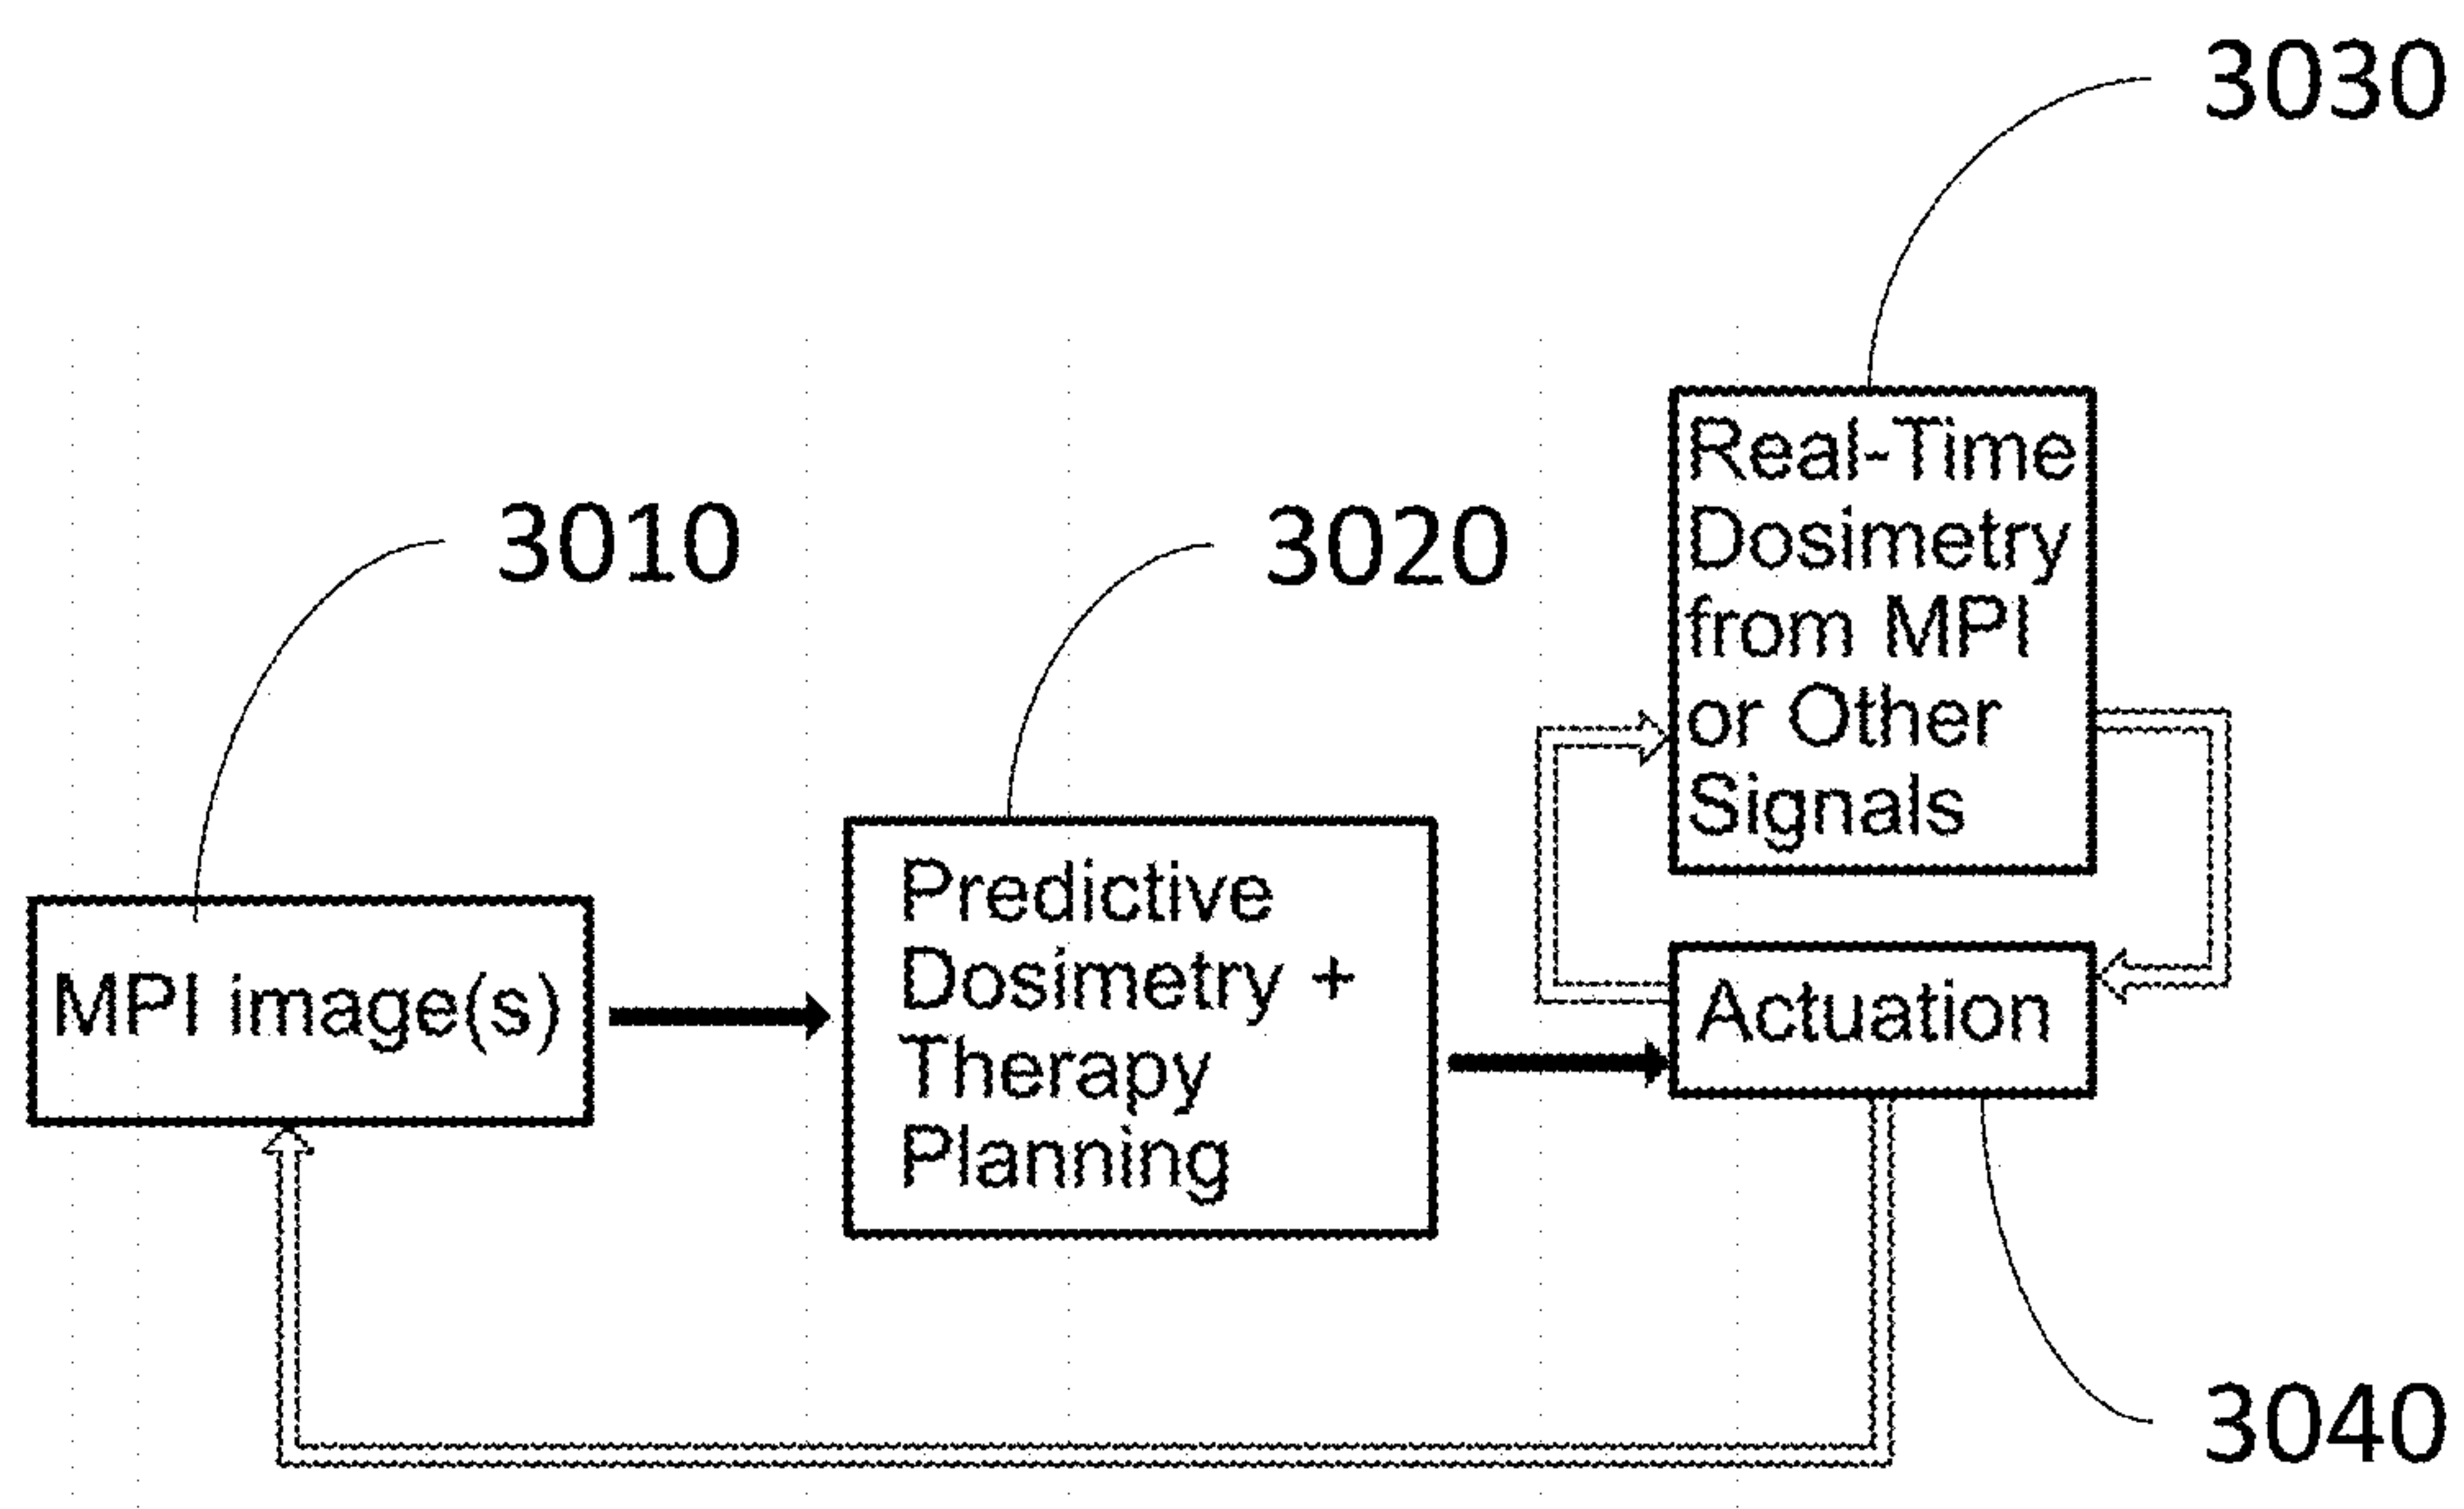 3030
Real-Time
Dosimetry
from MPI
or Other
Signals
3010
3020
Predictive
Dosimetry +
Therapy
Planning
MPI image(s)
Actuation
3040